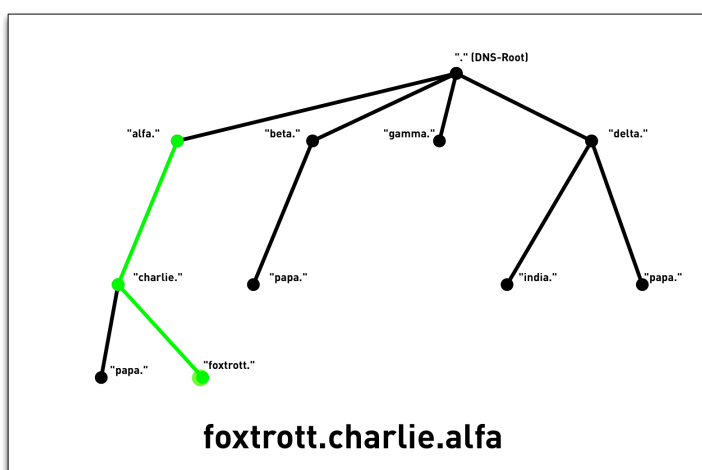 "." (DNS-Root)
"alfa."
"beta."
"gamma."
"delta."
"charlie."
"papa."
"india."
"papa."
"papa."
"foxtrott."
foxtrott.charlie.alfa